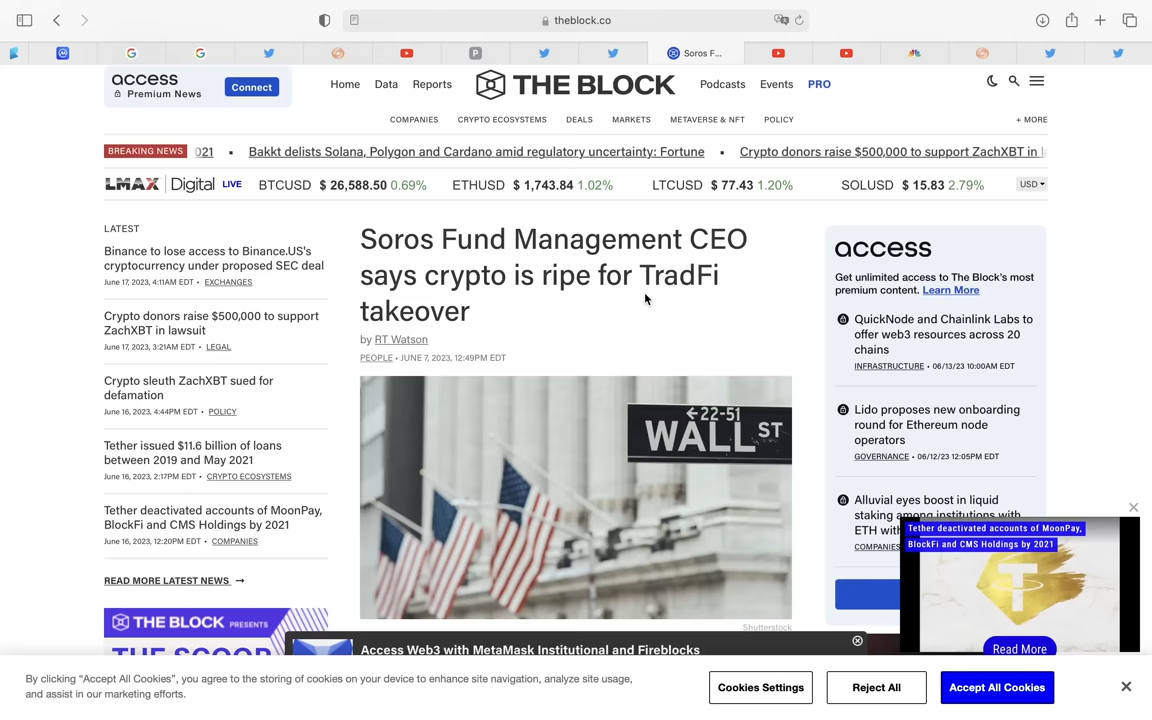 theblock.co
Soros F...
access
Premium News
Connect
Home
Data
Reports
THE BLOCK
Podcasts
Events
PRO
COMPANIES
CRYPTO ECOSYSTEMS
DEALS
MARKETS
METAVERSE & NFT
POLICY
+ MORE
BREAKING NEWS
021 ▪ Bakkt delists Solana, Polygon and Cardano amid regulatory uncertainty: Fortune ▪ Crypto donors raise $500,000 to support ZachXBT in
LMAX Digital LIVE
BTCUSD $ 26,588.50 0.69%
ETHUSD $ 1,743.84 1.02%
LTCUSD $ 77.43 1.20%
SOLUSD $ 15.83 2.79%
USD
LATEST
Binance to lose access to Binance.US's
cryptocurrency under proposed SEC deal
June 17, 2023, 4:11AM EDT • EXCHANGES
Crypto donors raise $500,000 to support
ZachXBT in lawsuit
June 17, 2023, 3:21AM EDT • LEGAL
Crypto sleuth ZachXBT sued for
defamation
June 16, 2023, 4:44PM EDT • POLICY
Tether issued $11.6 billion of loans
between 2019 and May 2021
June 16, 2023, 2:17PM EDT • CRYPTO ECOSYSTEMS
Tether deactivated accounts of MoonPay,
BlockFi and CMS Holdings by 2021
June 16, 2023, 12:20PM EDT • COMPANIES
READ MORE LATEST NEWS →
THE BLOCK PRESENTS
THE SCOOP
Soros Fund Management CEO
says crypto is ripe for TradFi
takeover
by RT Watson
PEOPLE • JUNE 7, 2023, 12:49PM EDT
←22-51
WALL ST
Shutterstock
Access Web3 with MetaMask Institutional and Fireblocks
access
Get unlimited access to The Block's most
premium content. Learn More
QuickNode and Chainlink Labs to
offer web3 resources across 20
chains
INFRASTRUCTURE • 06/13/23 10:00AM EDT
Lido proposes new onboarding
round for Ethereum node
operators
GOVERNANCE • 06/12/23 12:05PM EDT
Alluvial eyes boost in liquid
staking among institutions with
ETH with
COMPANIES
Tether deactivated accounts of MoonPay,
BlockFi and CMS Holdings by 2021
Read More
By clicking “Accept All Cookies”, you agree to the storing of cookies on your device to enhance site navigation, analyze site usage,
and assist in our marketing efforts.
Cookies Settings
Reject All
Accept All Cookies